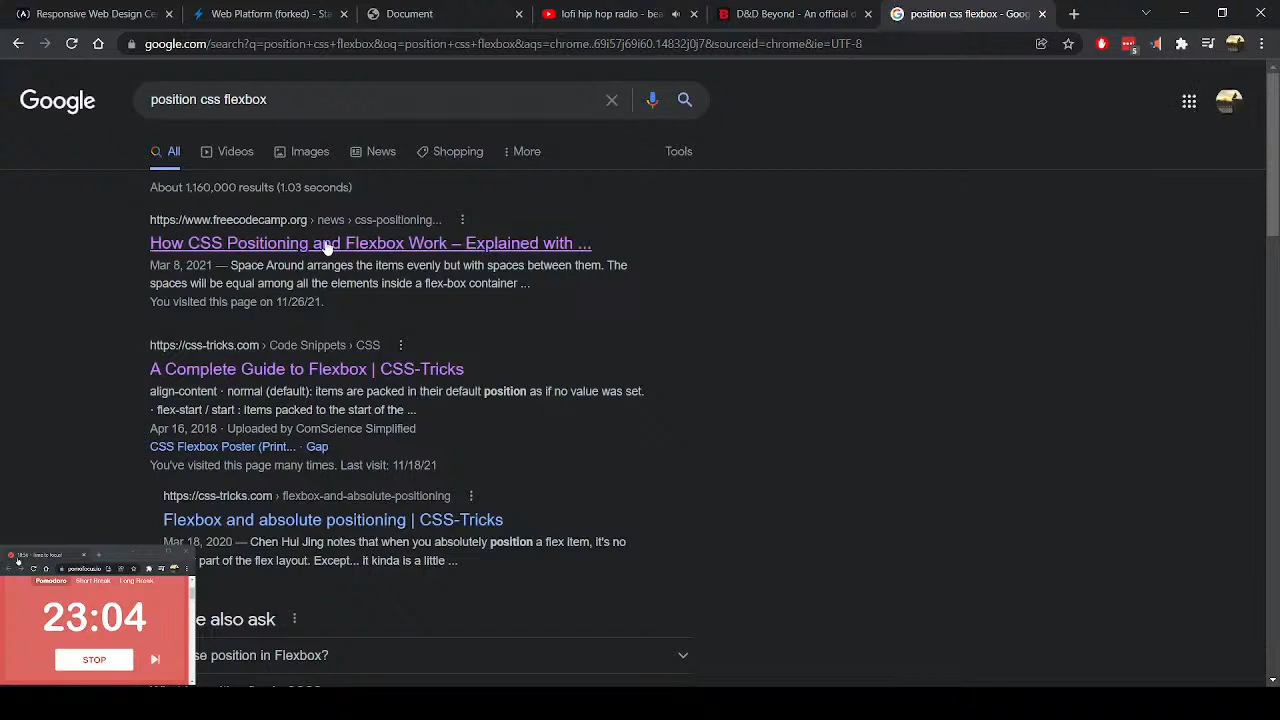 Responsive Web Design Ce
Web Platform (forked) - Sta
Document
lofi hip hop radio - bea
D&D Beyond - An official d
position css flexbox - Goog
google.com/search?q=position+css+flexbox&oq=position+css+flexbox&aqs=chrome..69i57j69i60.14832j0j7&sourceid=chrome&ie=UTF-8
5
Google
position css flexbox
All
Videos
Images
News
Shopping
More
Tools
About 1,160,000 results (1.03 seconds)
https://www.freecodecamp.org › news › css-positioning...
How CSS Positioning and Flexbox Work – Explained with ...
Mar 8, 2021 — Space Around arranges the items evenly but with spaces between them. The
spaces will be equal among all the elements inside a flex-box container ...
You visited this page on 11/26/21.
https://css-tricks.com › Code Snippets › CSS
A Complete Guide to Flexbox | CSS-Tricks
align-content · normal (default): items are packed in their default position as if no value was set.
· flex-start / start : items packed to the start of the ...
Apr 16, 2018 · Uploaded by ComScience Simplified
CSS Flexbox Poster (Print... · Gap
You've visited this page many times. Last visit: 11/18/21
https://css-tricks.com › flexbox-and-absolute-positioning
Flexbox and absolute positioning | CSS-Tricks
Mar 18, 2020 — Chen Hui Jing notes that when you absolutely position a flex item, it's no
part of the flex layout. Except... it kinda is a little ...
Time to focus!
pomofocus.io
Pomodoro
Short Break
Long Break
23:04
STOP
e also ask
se position in Flexbox?